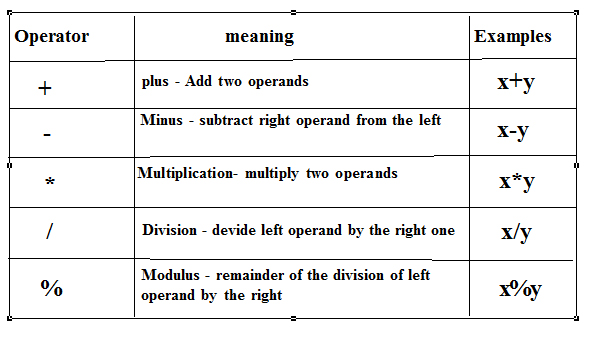 Operator meaning Examples
+ plus - Add two operands x+y
- Minus - subtract right operand from the left x-y
* Multiplication- multiply two operands x*y
/ Division - devide left operand by the right one x/y
% Modulus - remainder of the division of left
operand by the right x%y